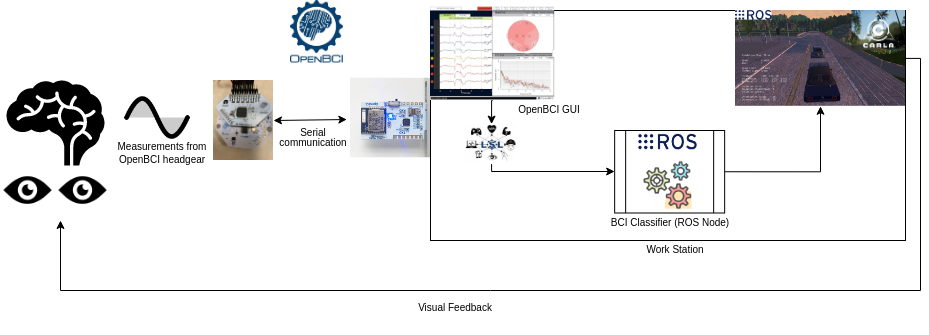 OPENBCI
ROS
CARLA
OpenBCI GUI
Measurements from
OpenBCI headgear
Serial
communication
LSL
ROS
BCI Classifier (ROS Node)
Work Station
Visual Feedback